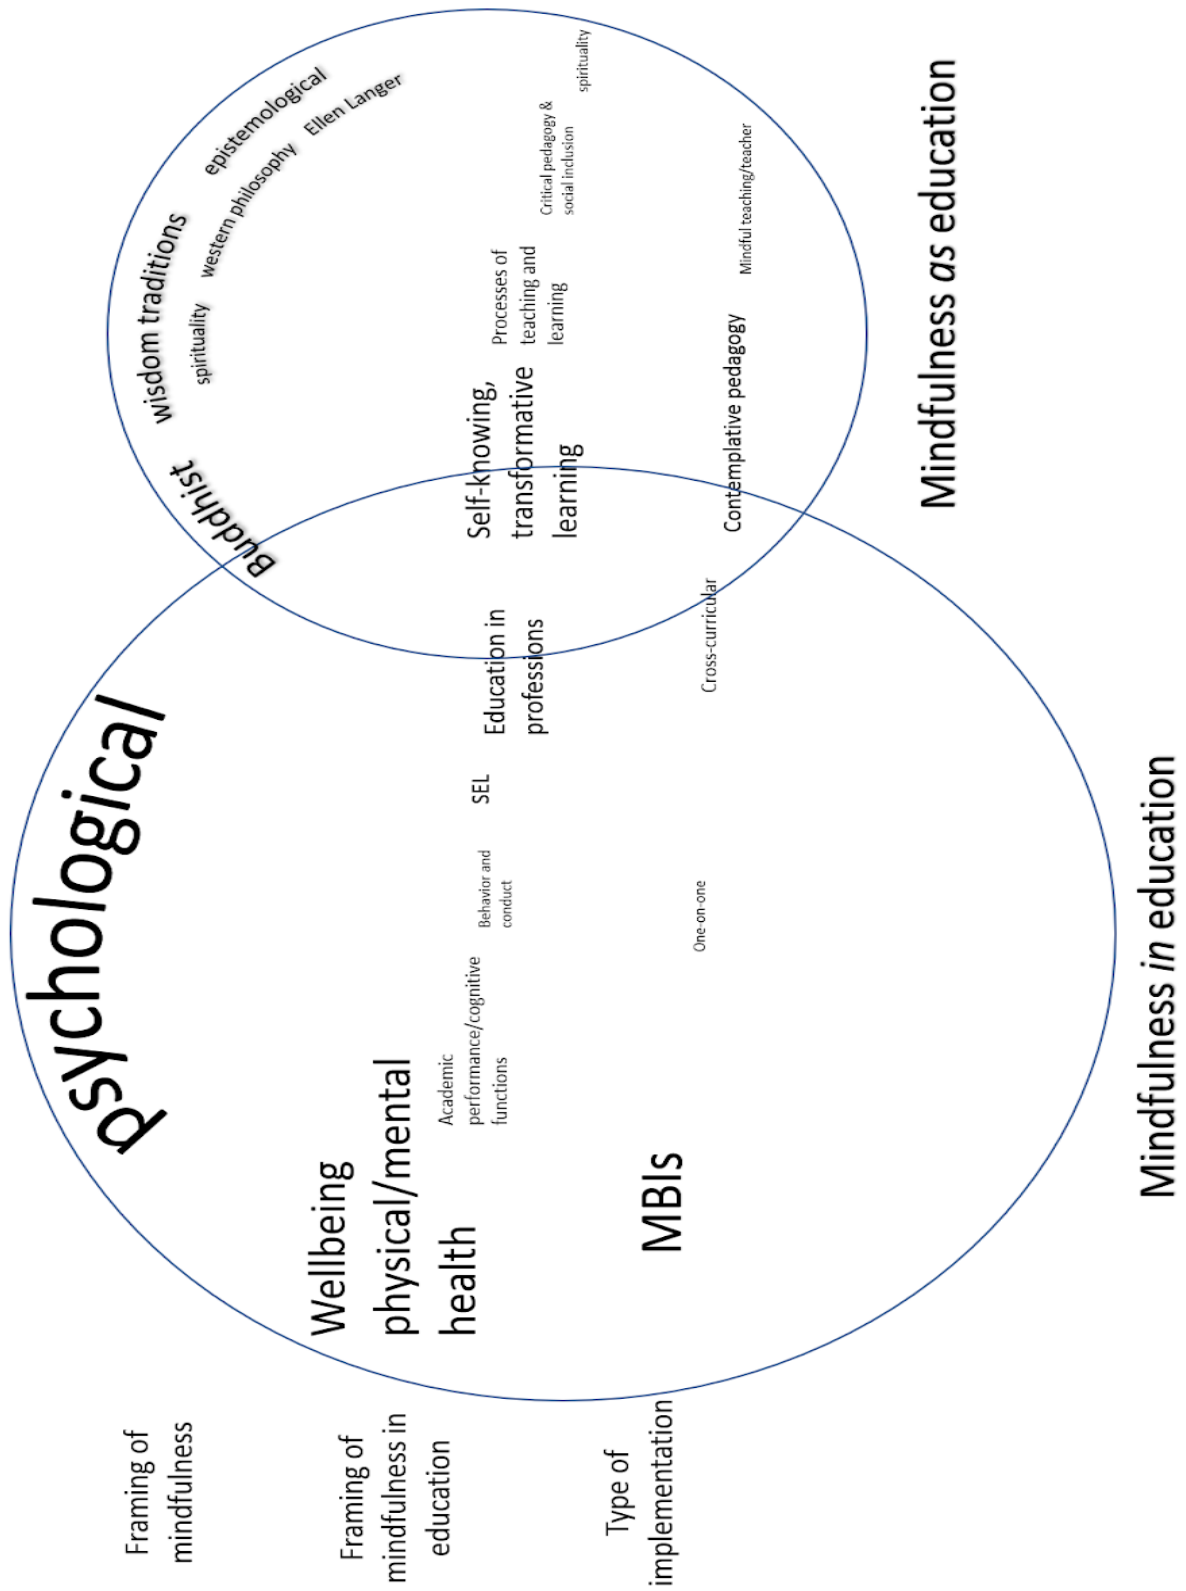 Framing of
mindfulness
psychological
Buddhist
wisdom traditions
spirituality
western philosophy
epistemological
Ellen Langer
Framing of
mindfulness in
education
Wellbeing
physical/mental
health
Academic
performance/cognitive
functions
Behavior and
conduct
SEL
Education in
professions
Self-knowing,
transformative
learning
Processes of
teaching and
learning
Critical pedagogy &
social inclusion
spirituality
Type of
implementation
MBIs
One-on-one
Cross-curricular
Contemplative pedagogy
Mindful teaching/teacher
Mindfulness in education
Mindfulness as education